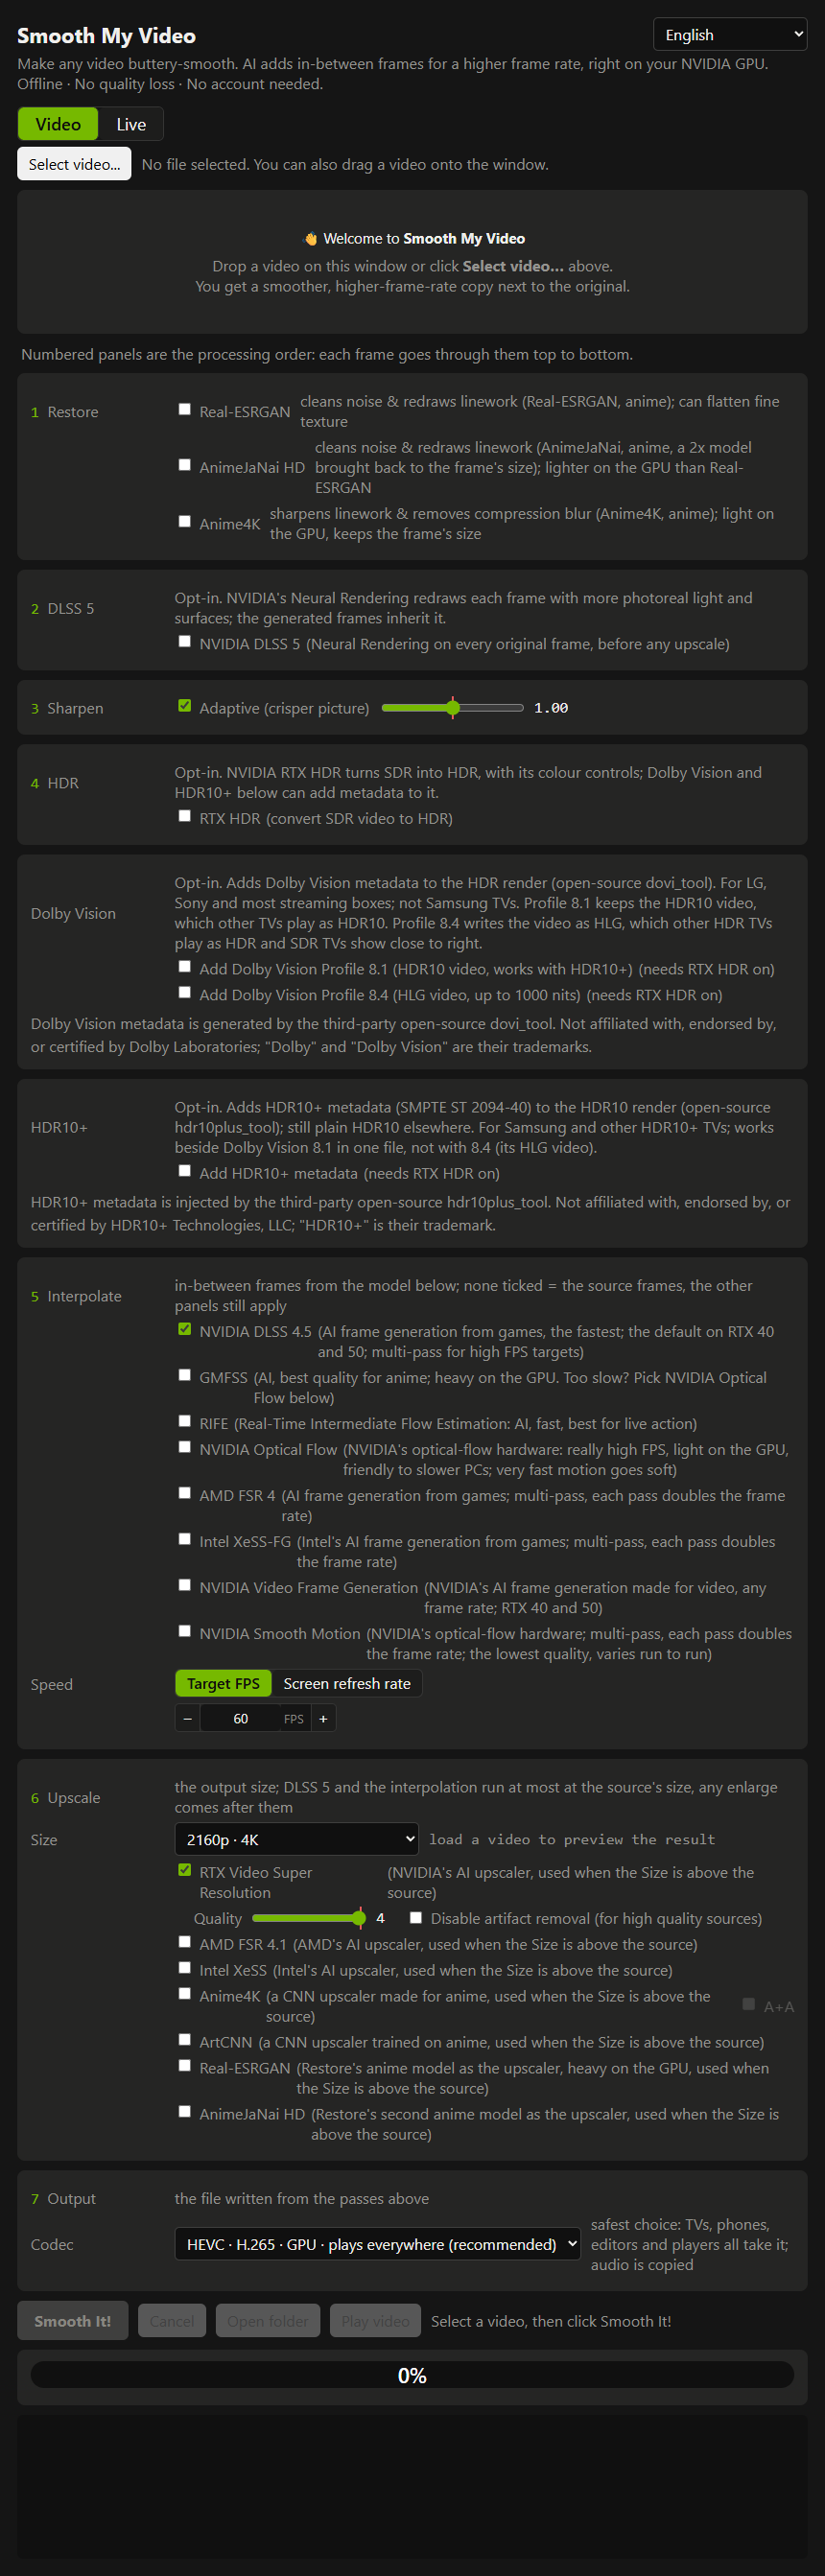 Smooth My Video
English
Make any video buttery-smooth. AI adds in-between frames for a higher frame rate, right on your NVIDIA GPU.
Offline · No quality loss · No account needed.
Video Live
Select video... No file selected. You can also drag a video onto the window.
👋 Welcome to Smooth My Video
Drop a video on this window or click Select video... above.
You get a smoother, higher-frame-rate copy next to the original.
Numbered panels are the processing order: each frame goes through them top to bottom.
1 Restore
Real-ESRGAN cleans noise & redraws linework (Real-ESRGAN, anime); can flatten fine
texture
AnimeJaNai HD cleans noise & redraws linework (AnimeJaNai, anime, a 2x model
brought back to the frame's size); lighter on the GPU than Real-
ESRGAN
Anime4K sharpens linework & removes compression blur (Anime4K, anime); light on
the GPU, keeps the frame's size
2 DLSS 5
Opt-in. NVIDIA's Neural Rendering redraws each frame with more photoreal light and
surfaces; the generated frames inherit it.
NVIDIA DLSS 5 (Neural Rendering on every original frame, before any upscale)
3 Sharpen
Adaptive (crisper picture) 1.00
4 HDR
Opt-in. NVIDIA RTX HDR turns SDR into HDR, with its colour controls; Dolby Vision and
HDR10+ below can add metadata to it.
RTX HDR (convert SDR video to HDR)
Dolby Vision
Opt-in. Adds Dolby Vision metadata to the HDR render (open-source dovi_tool). For LG,
Sony and most streaming boxes; not Samsung TVs. Profile 8.1 keeps the HDR10 video,
which other TVs play as HDR10. Profile 8.4 writes the video as HLG, which other HDR TVs
play as HDR and SDR TVs show close to right.
Add Dolby Vision Profile 8.1 (HDR10 video, works with HDR10+) (needs RTX HDR on)
Add Dolby Vision Profile 8.4 (HLG video, up to 1000 nits) (needs RTX HDR on)
Dolby Vision metadata is generated by the third-party open-source dovi_tool. Not affiliated with, endorsed by,
or certified by Dolby Laboratories; "Dolby" and "Dolby Vision" are their trademarks.
HDR10+
Opt-in. Adds HDR10+ metadata (SMPTE ST 2094-40) to the HDR10 render (open-source
hdr10plus_tool); still plain HDR10 elsewhere. For Samsung and other HDR10+ TVs; works
beside Dolby Vision 8.1 in one file, not with 8.4 (its HLG video).
Add HDR10+ metadata (needs RTX HDR on)
HDR10+ metadata is injected by the third-party open-source hdr10plus_tool. Not affiliated with, endorsed by, or
certified by HDR10+ Technologies, LLC; "HDR10+" is their trademark.
5 Interpolate
in-between frames from the model below; none ticked = the source frames, the other
panels still apply
NVIDIA DLSS 4.5 (AI frame generation from games, the fastest; the default on RTX 40
and 50; multi-pass for high FPS targets)
GMFSS (AI, best quality for anime; heavy on the GPU. Too slow? Pick NVIDIA Optical
Flow below)
RIFE (Real-Time Intermediate Flow Estimation: AI, fast, best for live action)
NVIDIA Optical Flow (NVIDIA's optical-flow hardware: really high FPS, light on the GPU,
friendly to slower PCs; very fast motion goes soft)
AMD FSR 4 (AI frame generation from games; multi-pass, each pass doubles the frame
rate)
Intel XeSS-FG (Intel's AI frame generation from games; multi-pass, each pass doubles
the frame rate)
NVIDIA Video Frame Generation (NVIDIA's AI frame generation made for video, any
frame rate; RTX 40 and 50)
NVIDIA Smooth Motion (NVIDIA's optical-flow hardware; multi-pass, each pass doubles
the frame rate; the lowest quality, varies run to run)
Speed
Target FPS Screen refresh rate
− 60 FPS +
6 Upscale
the output size; DLSS 5 and the interpolation run at most at the source's size, any enlarge
comes after them
Size
2160p · 4K load a video to preview the result
RTX Video Super
Resolution
(NVIDIA's AI upscaler, used when the Size is above the
source)
Quality 4 Disable artifact removal (for high quality sources)
AMD FSR 4.1 (AMD's AI upscaler, used when the Size is above the source)
Intel XeSS (Intel's AI upscaler, used when the Size is above the source)
Anime4K (a CNN upscaler made for anime, used when the Size is above the
source)
A+A
ArtCNN (a CNN upscaler trained on anime, used when the Size is above the source)
Real-ESRGAN (Restore's anime model as the upscaler, heavy on the GPU, used when
the Size is above the source)
AnimeJaNai HD (Restore's second anime model as the upscaler, used when the Size is
above the source)
7 Output
the file written from the passes above
Codec
HEVC · H.265 · GPU · plays everywhere (recommended)
safest choice: TVs, phones,
editors and players all take it;
audio is copied
Smooth It! Cancel Open folder Play video Select a video, then click Smooth It!
0%